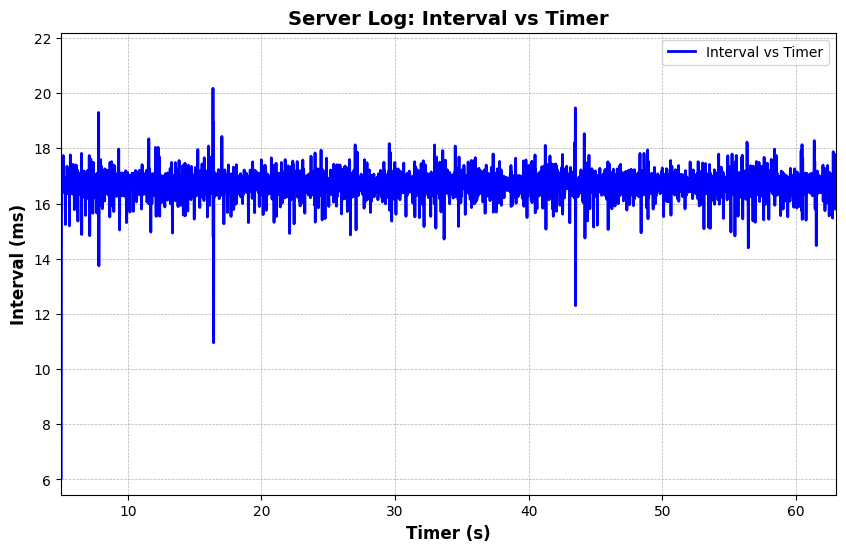 Server Log: Interval vs Timer
Interval vs Timer
22
20
18
16
14
12
10
8
6
Interval (ms)
10 20 30 40 50 60
Timer (s)